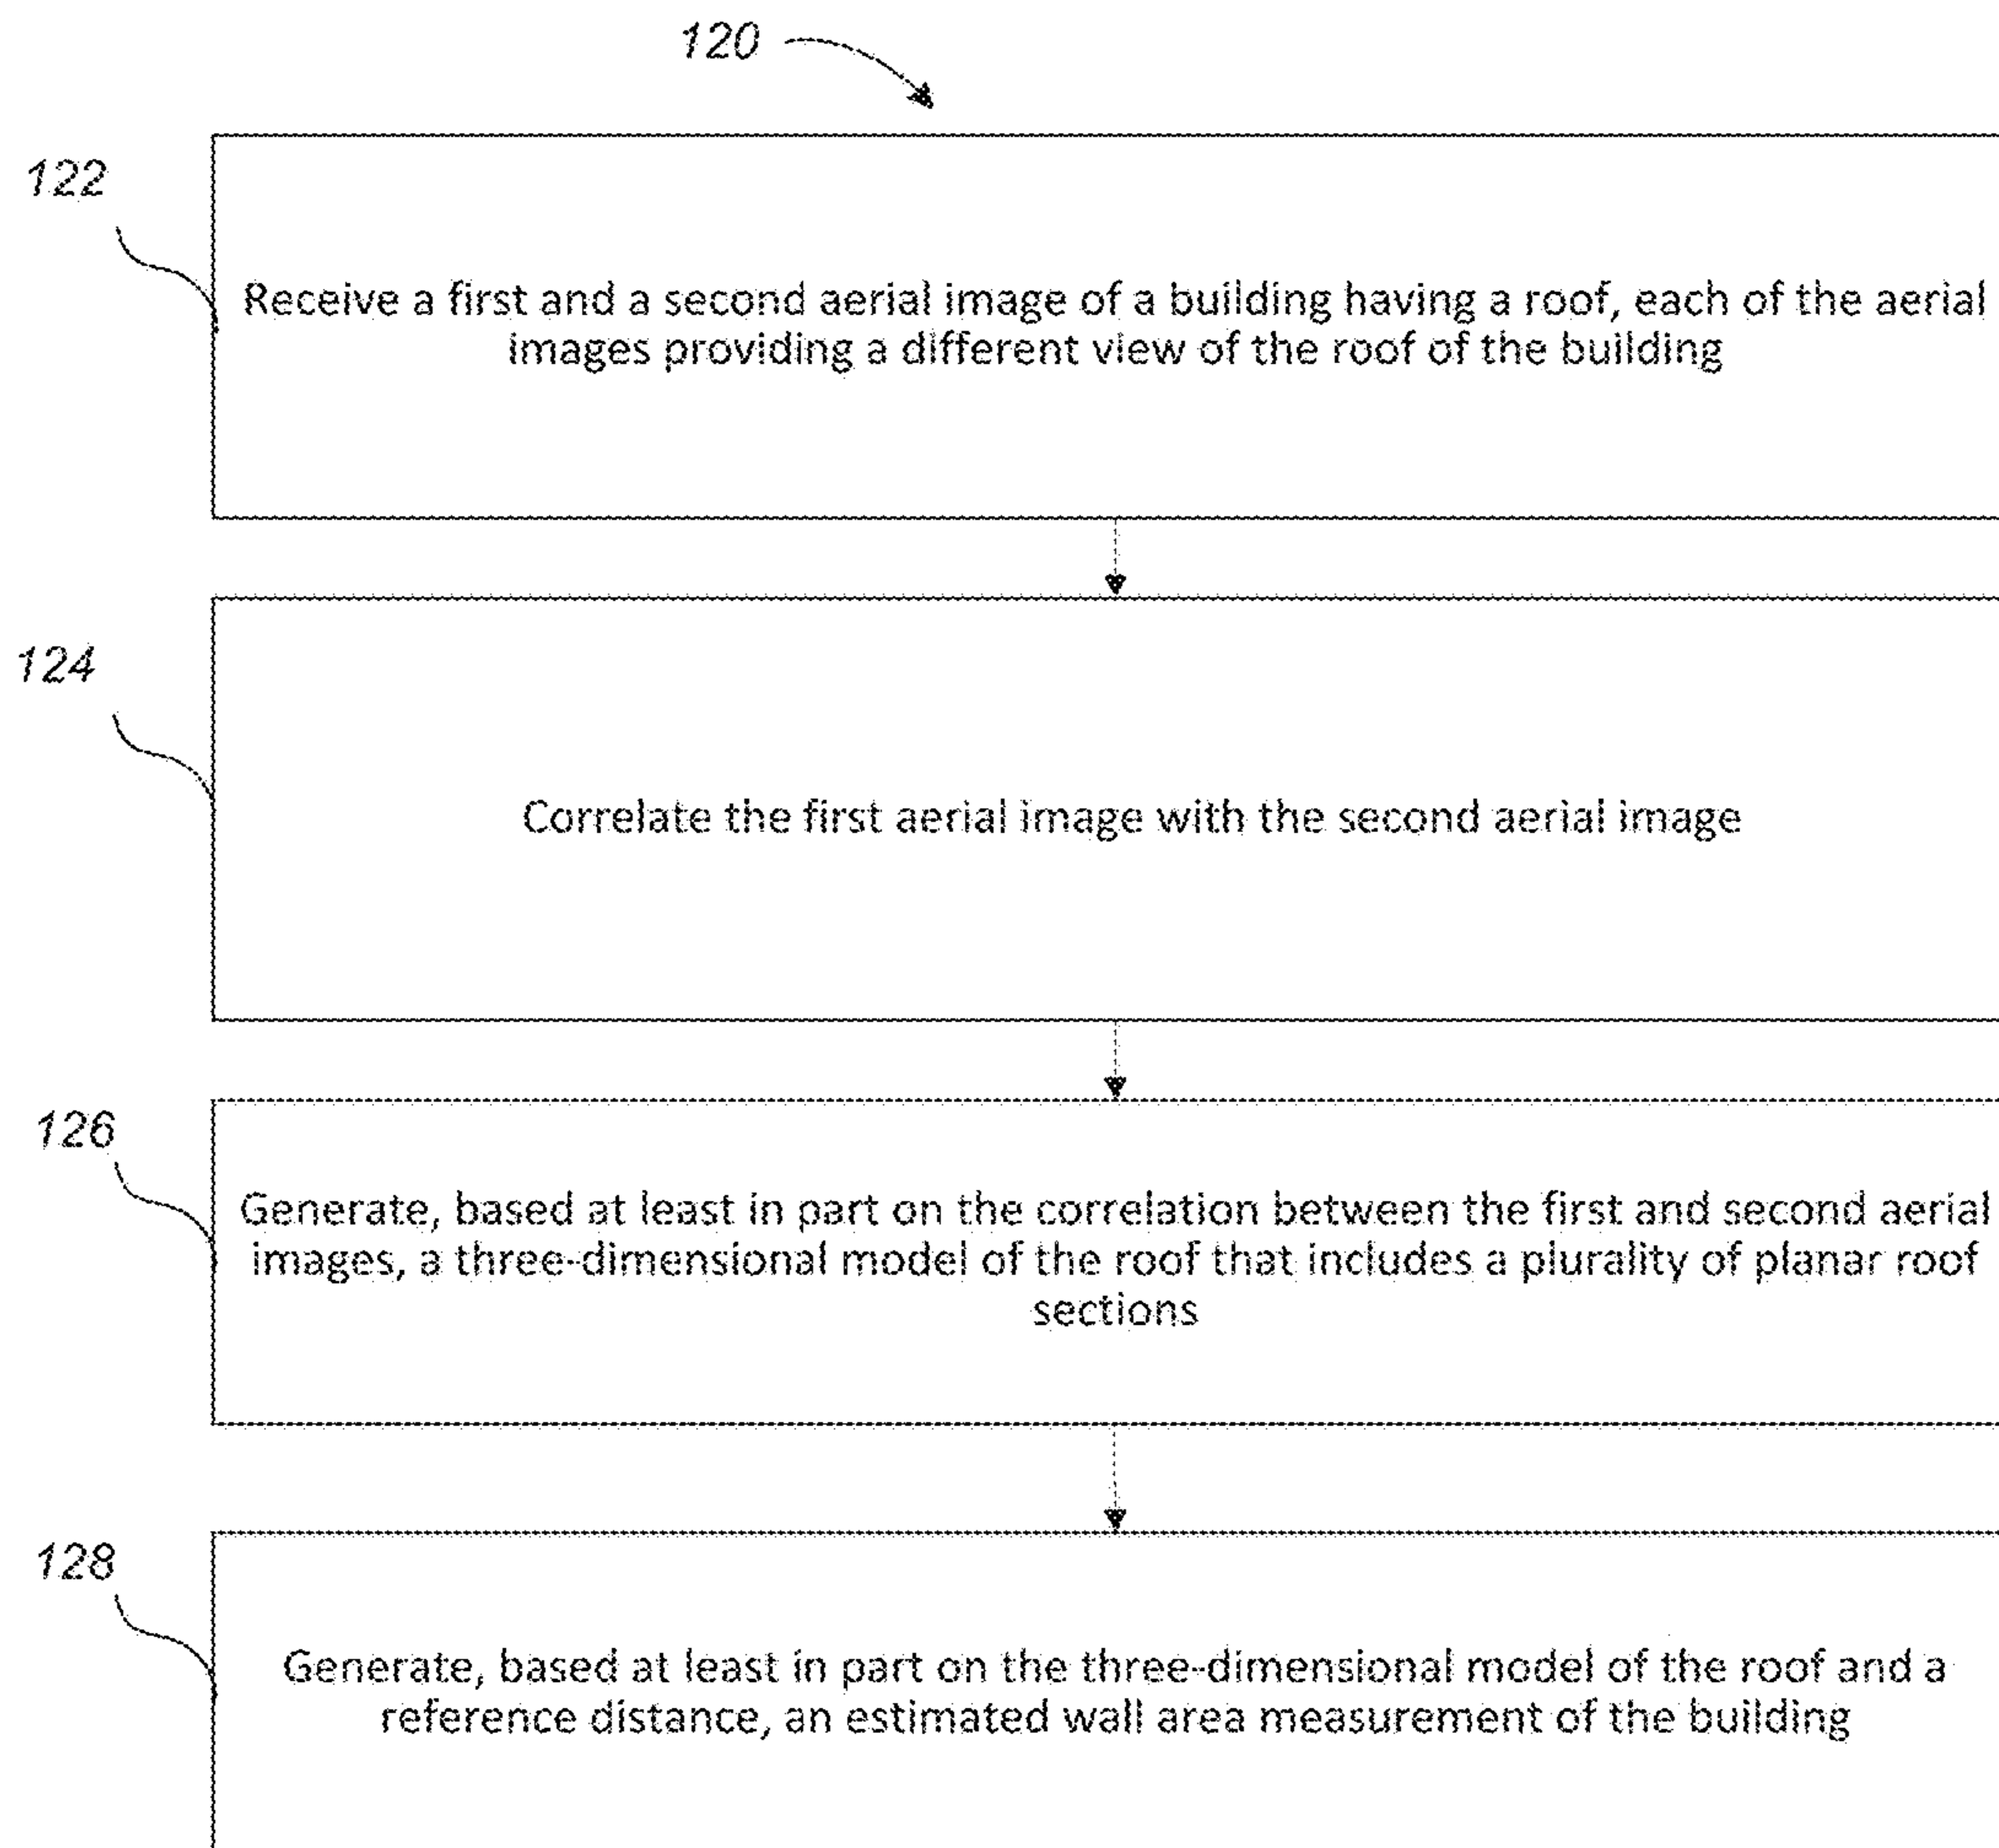 120
122
Receive a first and a second aerial image of a building having a roof, each of the aerial
images providing a different view of the roof of the building
124
Correlate the first aerial image with the second aerial image
126
Generate, based at least in part on the correlation between the first and second aerial
images, a three-dimensional model of the roof that includes a plurality of planar roof
sections
128
Generate, based at least in part on the three-dimensional model of the roof and a
reference distance, an estimated wall area measurement of the building